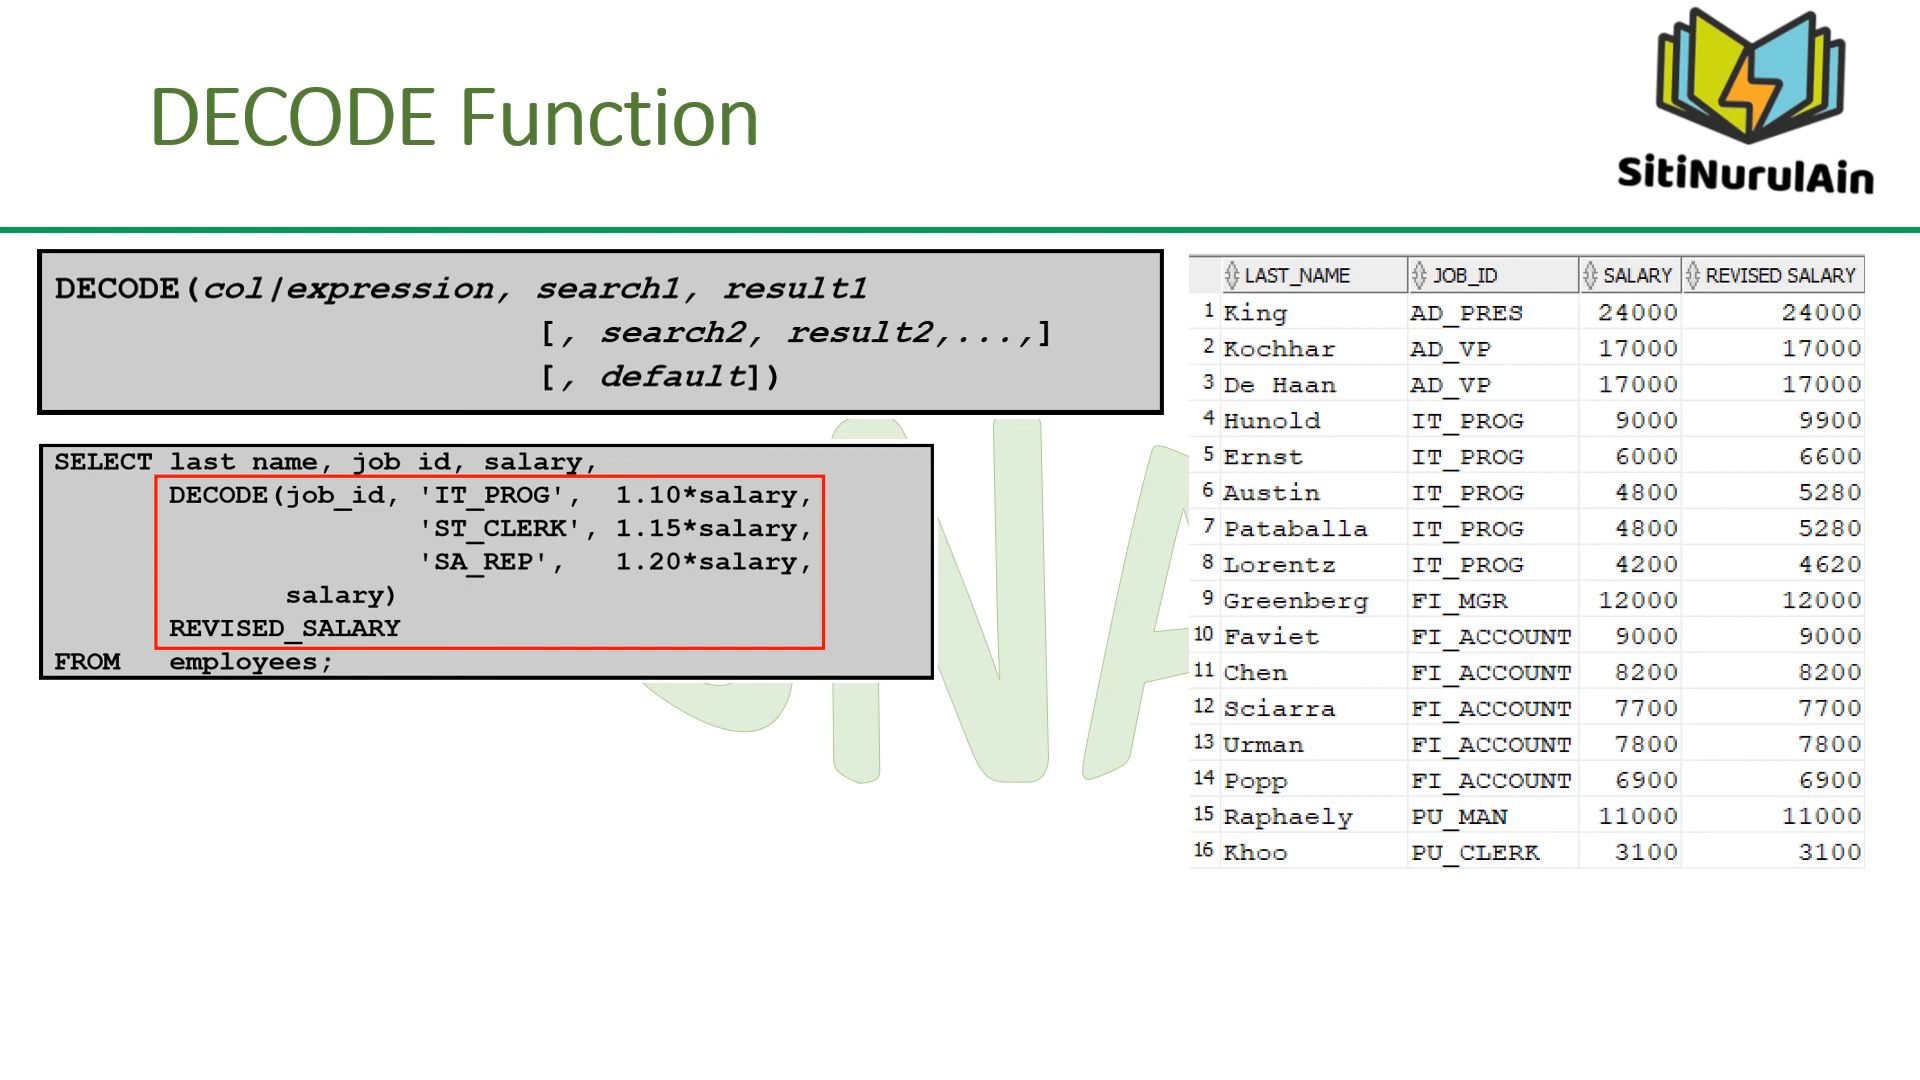 DECODE Function
SitiNurulAin
DECODE(col|expression, search1, result1
[, search2, result2,...,]
[, default])
SELECT last name, job id, salary,
DECODE(job_id, 'IT_PROG', 1.10*salary,
'ST_CLERK', 1.15*salary,
'SA_REP', 1.20*salary,
salary)
REVISED_SALARY
FROM employees;
LAST_NAME JOB_ID SALARY REVISED SALARY
1 King AD_PRES 24000 24000
2 Kochhar AD_VP 17000 17000
3 De Haan AD_VP 17000 17000
4 Hunold IT_PROG 9000 9900
5 Ernst IT_PROG 6000 6600
6 Austin IT_PROG 4800 5280
7 Pataballa IT_PROG 4800 5280
8 Lorentz IT_PROG 4200 4620
9 Greenberg FI_MGR 12000 12000
10 Faviet FI_ACCOUNT 9000 9000
11 Chen FI_ACCOUNT 8200 8200
12 Sciarra FI_ACCOUNT 7700 7700
13 Urman FI_ACCOUNT 7800 7800
14 Popp FI_ACCOUNT 6900 6900
15 Raphaely PU_MAN 11000 11000
16 Khoo PU_CLERK 3100 3100